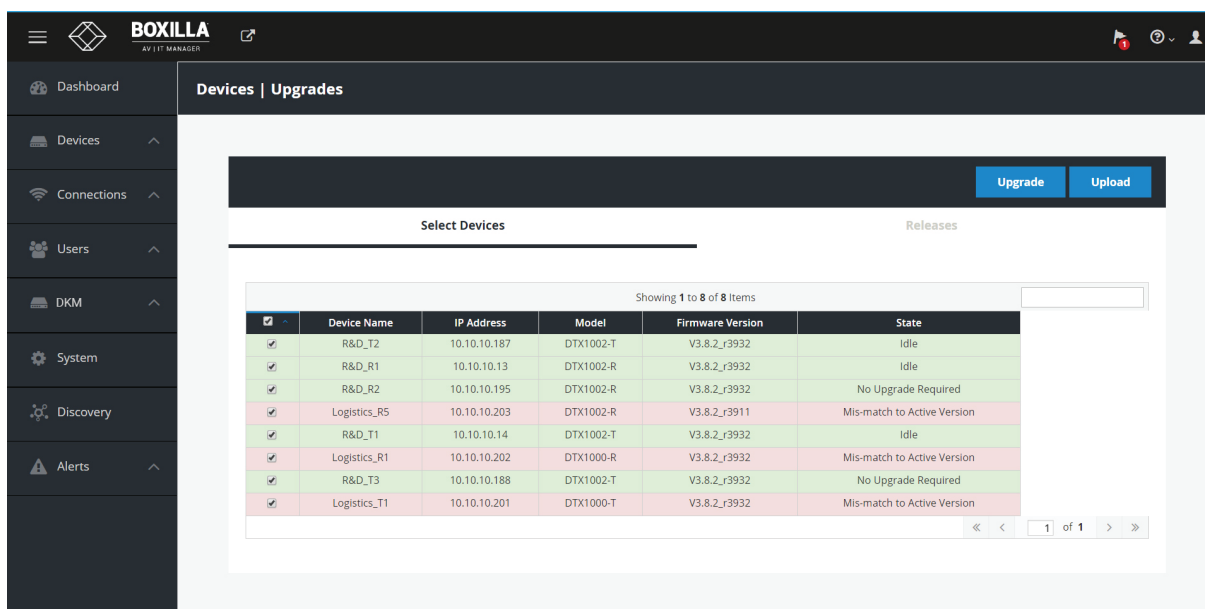 BOXILLA
AV | IT MANAGER
1
Dashboard
Devices | Upgrades
Devices
Connections
Users
DKM
System
Discovery
Alerts
Upgrade Upload
Select Devices Releases
Showing 1 to 8 of 8 Items
Device Name IP Address Model Firmware Version State
R&D_T2 10.10.10.187 DTX1002-T V3.8.2_r3932 Idle
R&D_R1 10.10.10.13 DTX1002-R V3.8.2_r3932 Idle
R&D_R2 10.10.10.195 DTX1002-R V3.8.2_r3932 No Upgrade Required
Logistics_R5 10.10.10.203 DTX1002-R V3.8.2_r3911 Mis-match to Active Version
R&D_T1 10.10.10.14 DTX1002-T V3.8.2_r3932 Idle
Logistics_R1 10.10.10.202 DTX1000-R V3.8.2_r3932 Mis-match to Active Version
R&D_T3 10.10.10.188 DTX1002-T V3.8.2_r3932 No Upgrade Required
Logistics_T1 10.10.10.201 DTX1000-T V3.8.2_r3932 Mis-match to Active Version
« < 1 of 1 > »